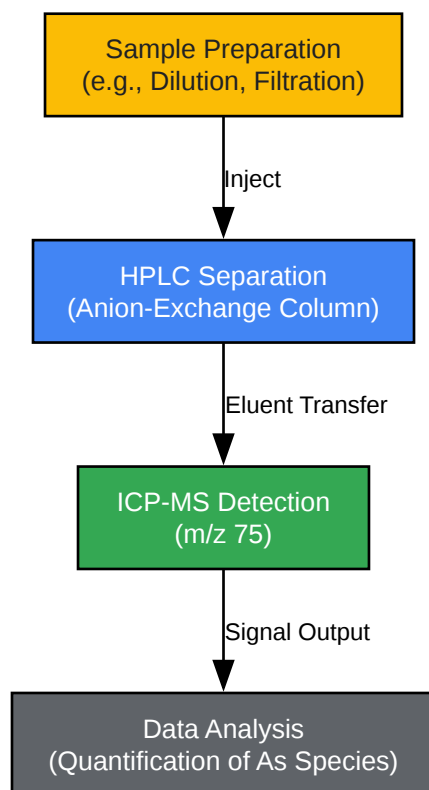 Sample Preparation
(e.g., Dilution, Filtration)
Inject
HPLC Separation
(Anion-Exchange Column)
Eluent Transfer
ICP-MS Detection
(m/z 75)
Signal Output
Data Analysis
(Quantification of As Species)